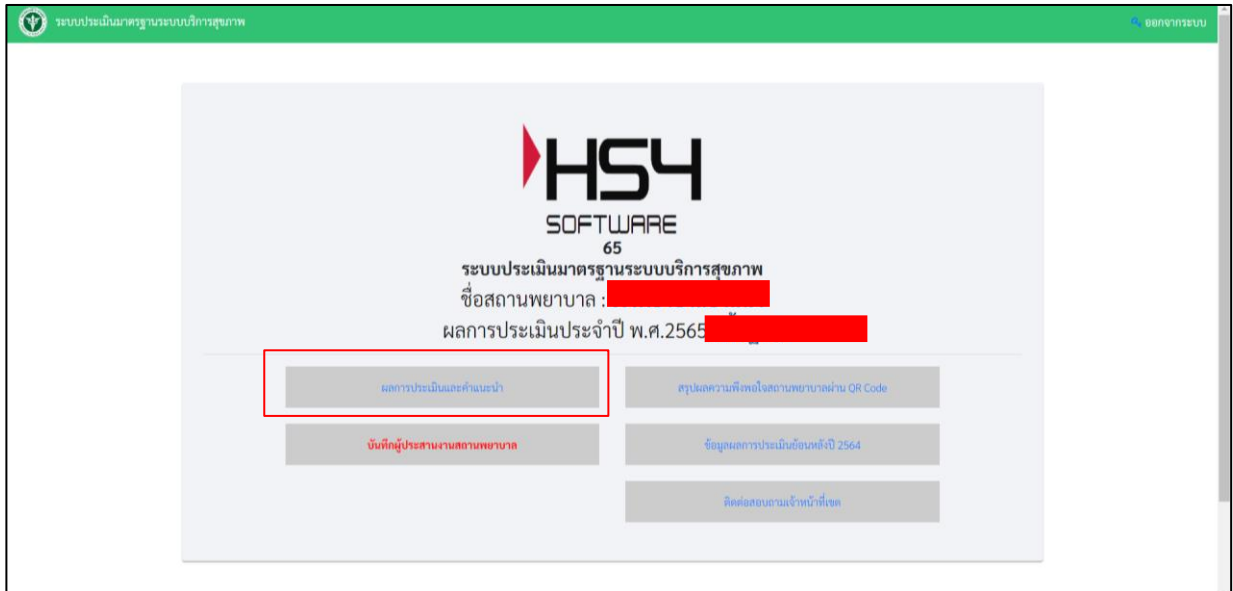 ระบบประเมินมาตรฐานระบบบริการสุขภาพ
ออกจากระบบ
HS4
SOFTWARE
65
ระบบประเมินมาตรฐานระบบบริการสุขภาพ
ชื่อสถานพยาบาล :
ผลการประเมินประจำปี พ.ศ.2565
ผลการประเมินและคำแนะนำ
สรุปผลความพึงพอใจสถานพยาบาลผ่าน QR Code
บันทึกผู้ประสานงานสถานพยาบาล
ข้อมูลผลการประเมินย้อนหลังปี 2564
ติดต่อสอบถามเจ้าหน้าที่เขต